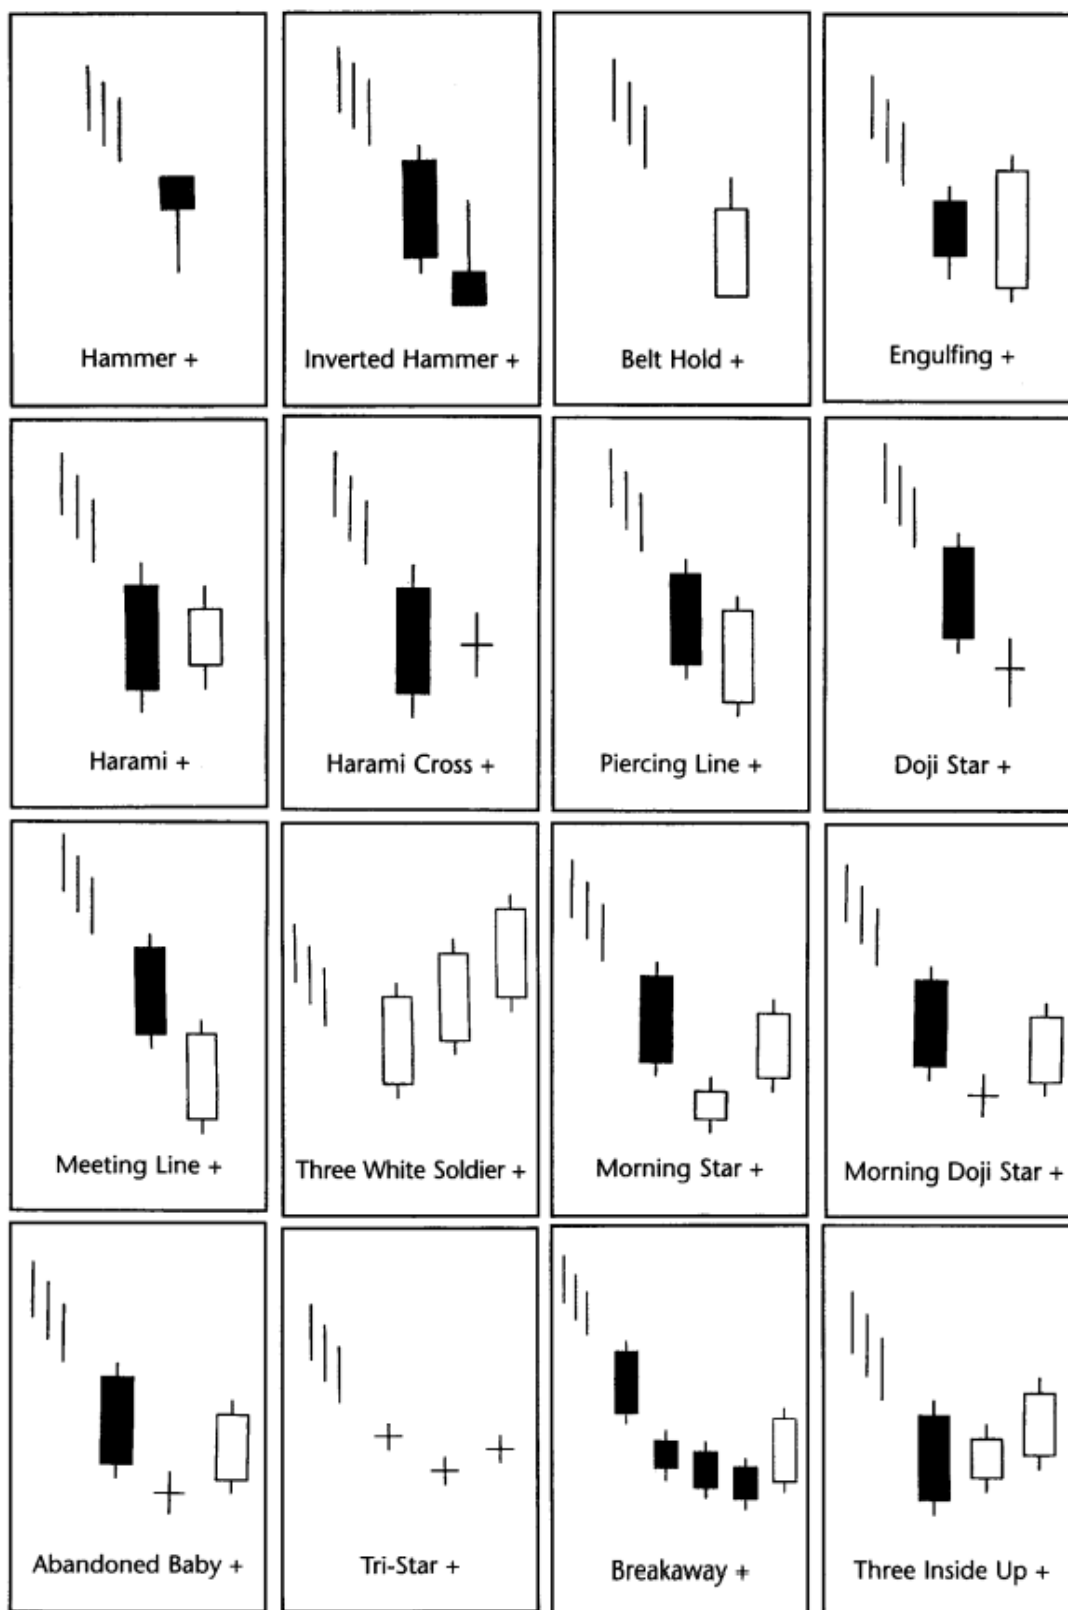 Hammer +
Inverted Hammer +
Belt Hold +
Engulfing +
Harami +
Harami Cross +
Piercing Line +
Doji Star +
Meeting Line +
Three White Soldier +
Morning Star +
Morning Doji Star +
Abandoned Baby +
Tri-Star +
Breakaway +
Three Inside Up +